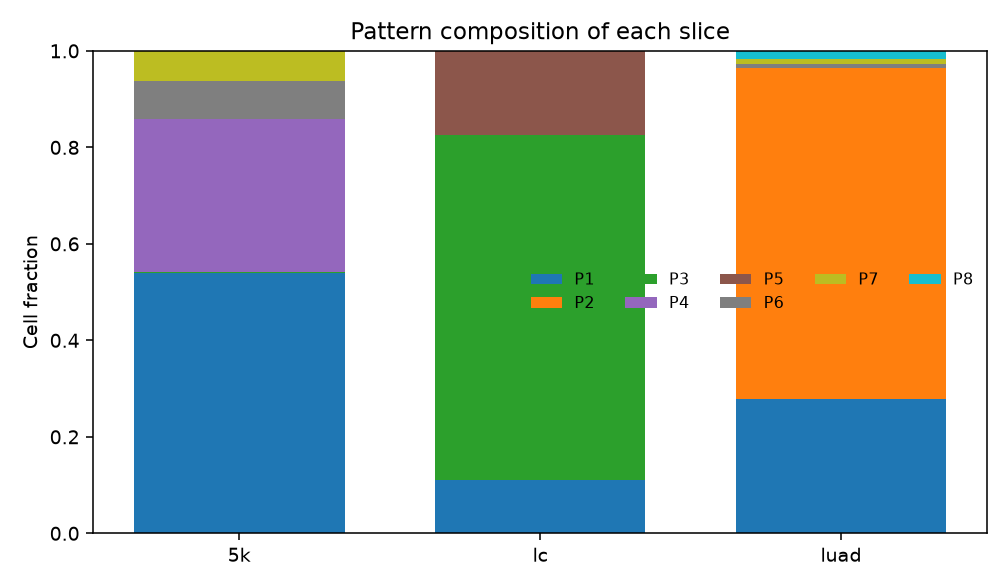 Pattern composition of each slice
1.0
0.8
0.6
0.4
0.2
0.0
Cell fraction
P1 P3 P5 P7 P8
P2 P4 P6
5k lc luad